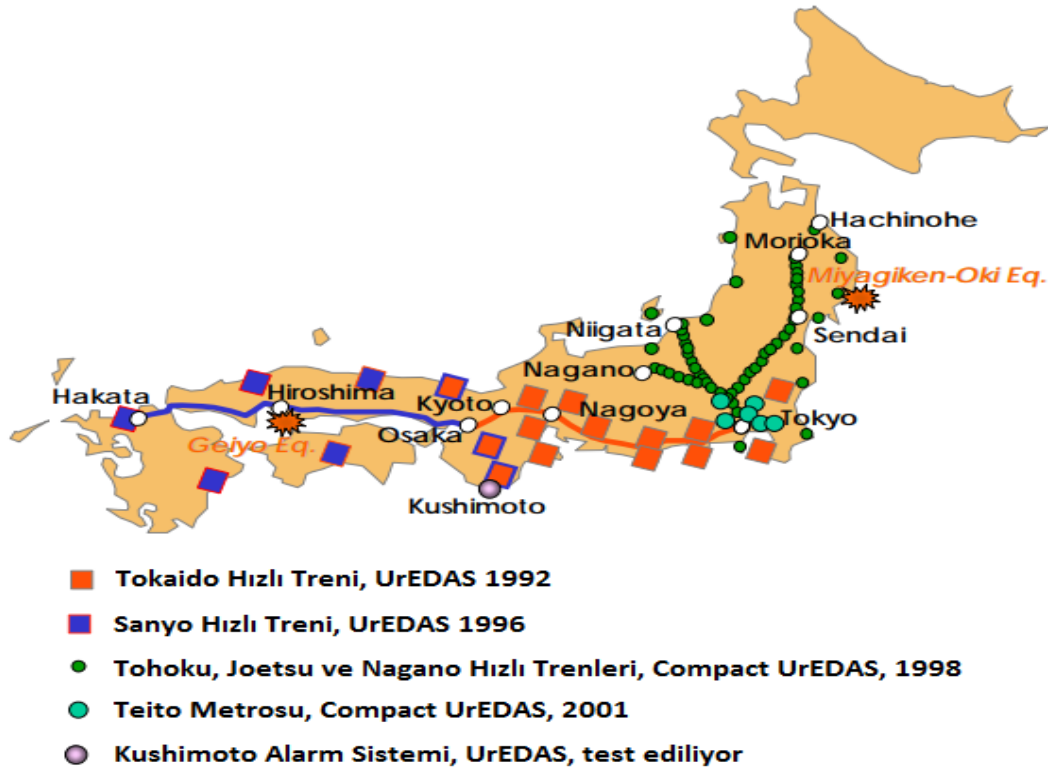 Hachinohe
Morioka
Miyagiken-Oki Eq.
Niigata
Sendai
Nagano
Hakata
Hiroshima
Kyoto
Nagoya
Tokyo
Osaka
Geiyo Eq.
Kushimoto
Tokaido Hızlı Treni, UrEDAS 1992
Sanyo Hızlı Treni, UrEDAS 1996
Tohoku, Joetsu ve Nagano Hızlı Trenleri, Compact UrEDAS, 1998
Teito Metrosu, Compact UrEDAS, 2001
Kushimoto Alarm Sistemi, UrEDAS, test ediliyor